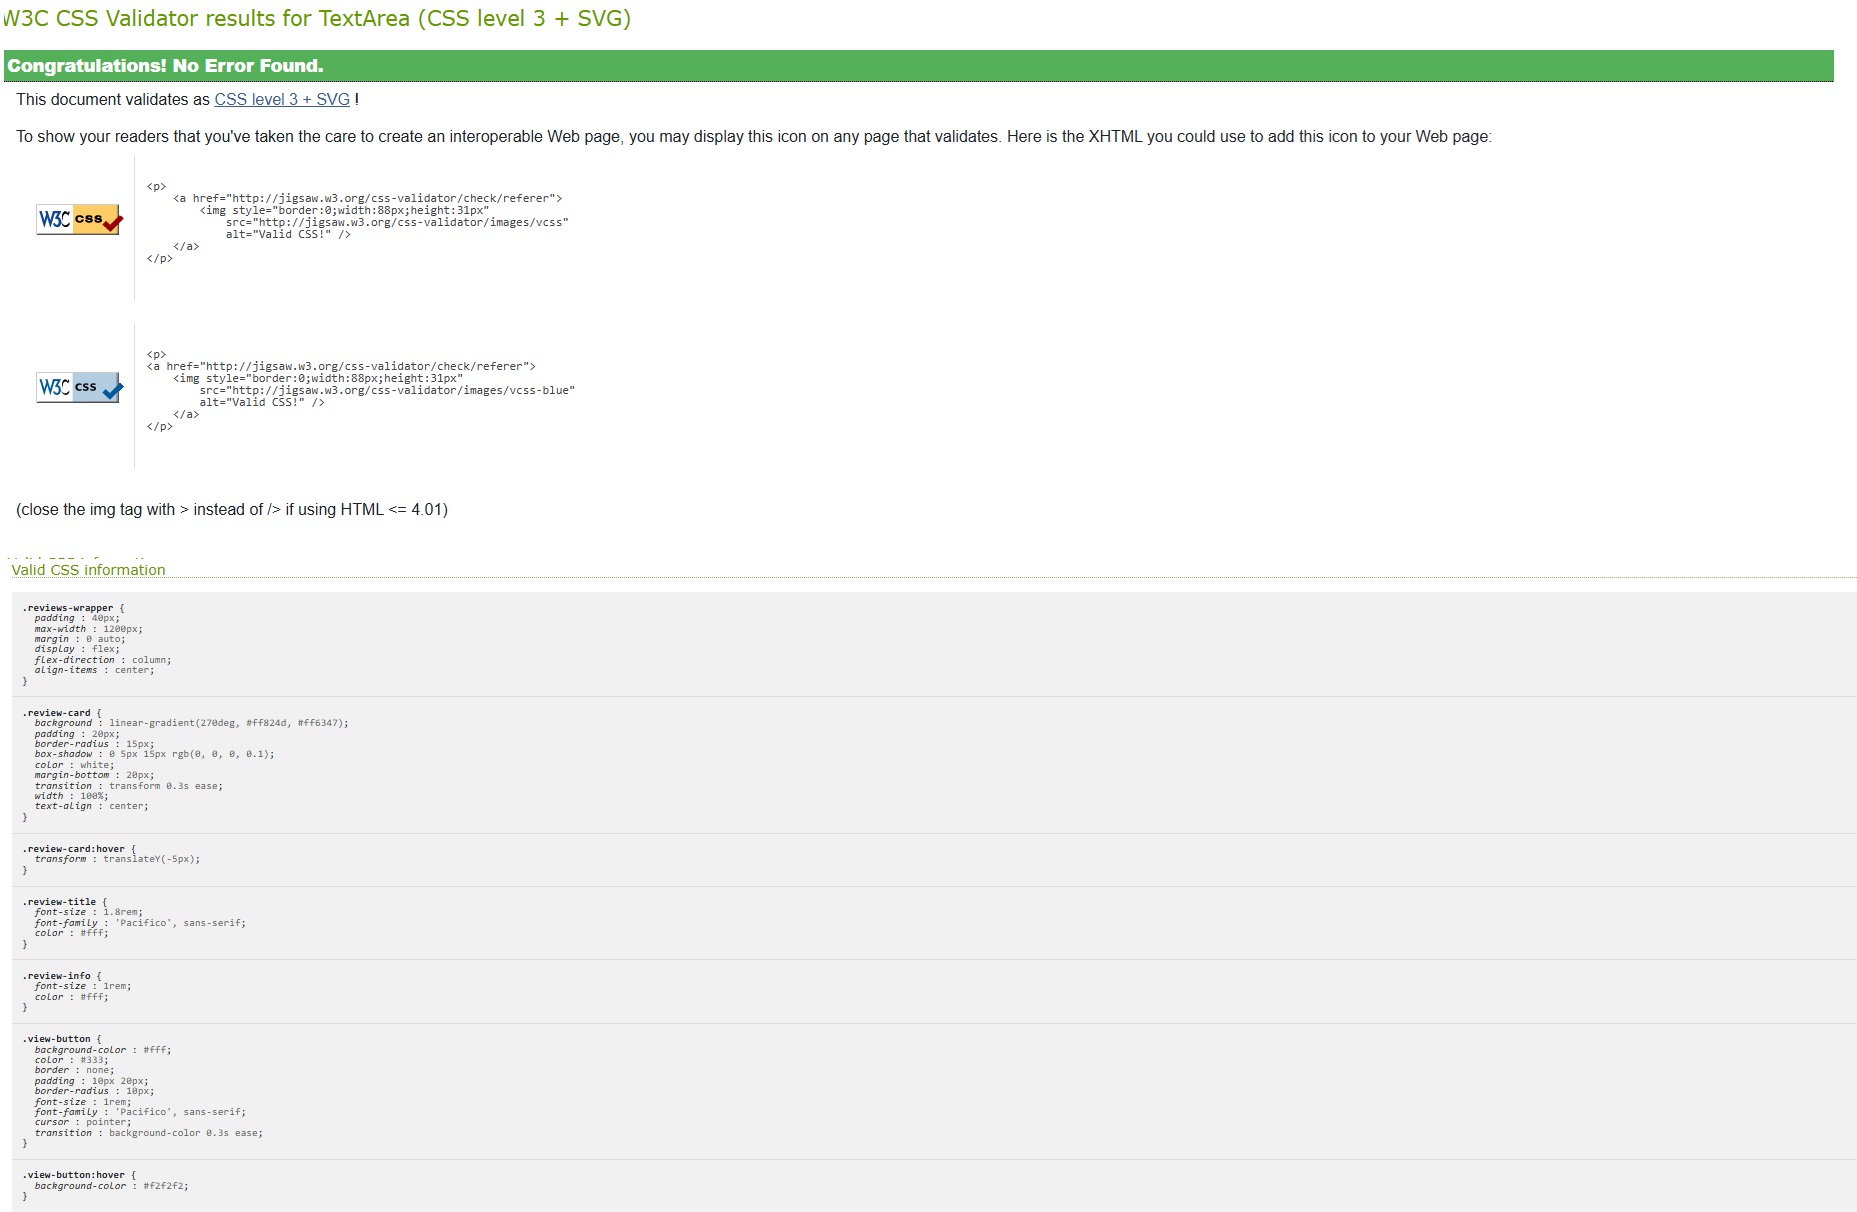 W3C CSS Validator results for TextArea (CSS level 3 + SVG)
Congratulations! No Error Found.
This document validates as CSS level 3 + SVG !
To show your readers that you've taken the care to create an interoperable Web page, you may display this icon on any page that validates. Here is the XHTML you could use to add this icon to your Web page:
W3C css
<p>
<a href="http://jigsaw.w3.org/css-validator/check/referer">
<img style="border:0;width:88px;height:31px"
src="http://jigsaw.w3.org/css-validator/images/vcss"
alt="Valid CSS!" />
</a>
</p>
W3C css
<p>
<a href="http://jigsaw.w3.org/css-validator/check/referer">
<img style="border:0;width:88px;height:31px"
src="http://jigsaw.w3.org/css-validator/images/vcss-blue"
alt="Valid CSS!" />
</a>
</p>
(close the img tag with > instead of /> if using HTML <= 4.01)
Valid CSS information
.reviews-wrapper {
padding : 40px;
max-width : 1200px;
margin : 0 auto;
display : flex;
flex-direction : column;
align-items : center;
}
.review-card {
background : linear-gradient(270deg, #ff824d, #ff6347);
padding : 20px;
border-radius : 15px;
box-shadow : 0 5px 15px rgb(0, 0, 0, 0.1);
color : white;
margin-bottom : 20px;
transition : transform 0.3s ease;
width : 100%;
text-align : center;
}
.review-card:hover {
transform : translateY(-5px);
}
.review-title {
font-size : 1.8rem;
font-family : 'Pacifico', sans-serif;
color : #fff;
}
.review-info {
font-size : 1rem;
color : #fff;
}
.view-button {
background-color : #fff;
color : #333;
border : none;
padding : 10px 20px;
border-radius : 10px;
font-size : 1rem;
font-family : 'Pacifico', sans-serif;
cursor : pointer;
transition : background-color 0.3s ease;
}
.view-button:hover {
background-color : #f2f2f2;
}